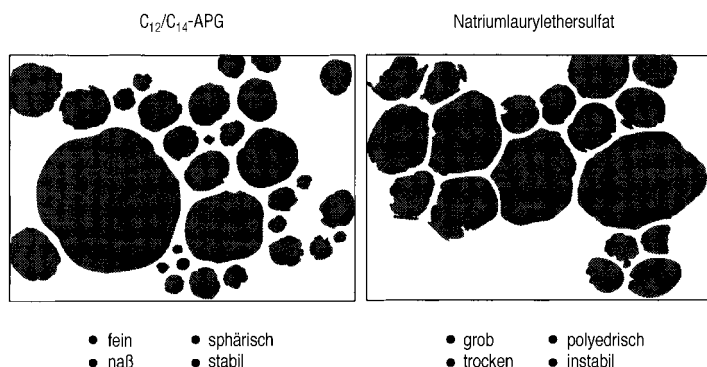 C₁₂/C₁₄-APG
Natriumlaurylethersulfat
● fein ● sphärisch
● naß ● stabil
● grob ● polyedrisch
● trocken ● instabil